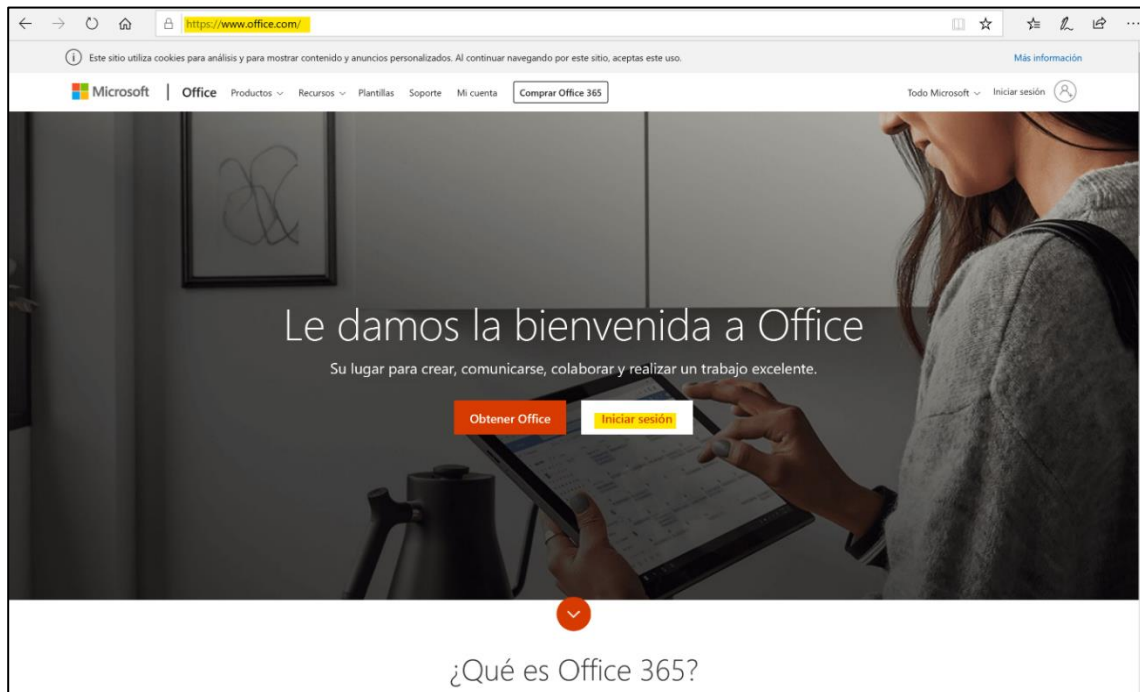 https://www.office.com/
Este sitio utiliza cookies para análisis y para mostrar contenido y anuncios personalizados. Al continuar navegando por este sitio, aceptas este uso.
Más información
Microsoft | Office Productos Recursos Plantillas Soporte Mi cuenta Comprar Office 365 Todo Microsoft Iniciar sesión
Le damos la bienvenida a Office
Su lugar para crear, comunicarse, colaborar y realizar un trabajo excelente.
Obtener Office Iniciar sesión
¿Qué es Office 365?